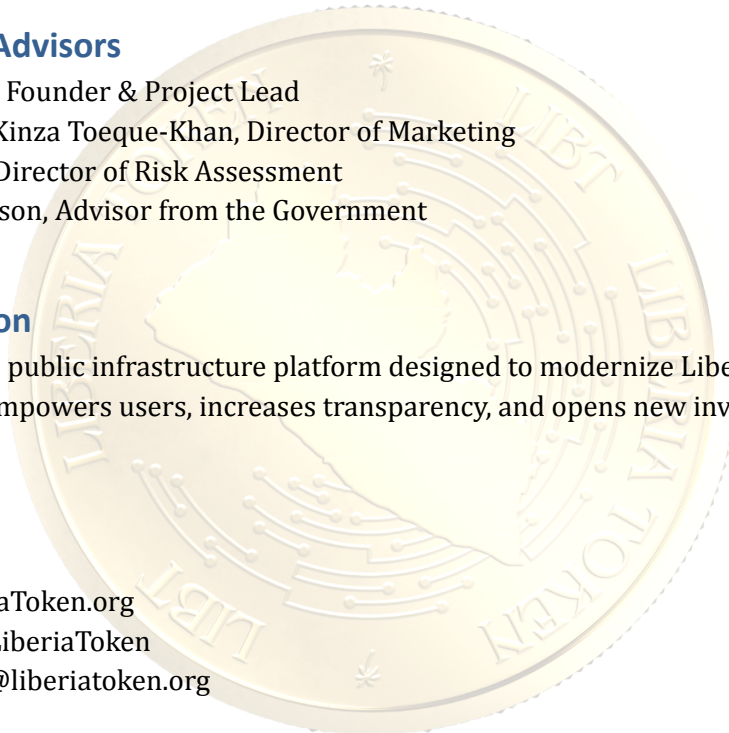 Advisors
Founder & Project Lead
Kinza Toeque-Khan, Director of Marketing
Director of Risk Assessment
son, Advisor from the Government
on
public infrastructure platform designed to modernize Libe
mpowers users, increases transparency, and opens new inv
aToken.org
LiberiaToken
@liberiatoken.org
LIBERIA TOKEN
LIBT
LIBERIA TOKEN
LIBT